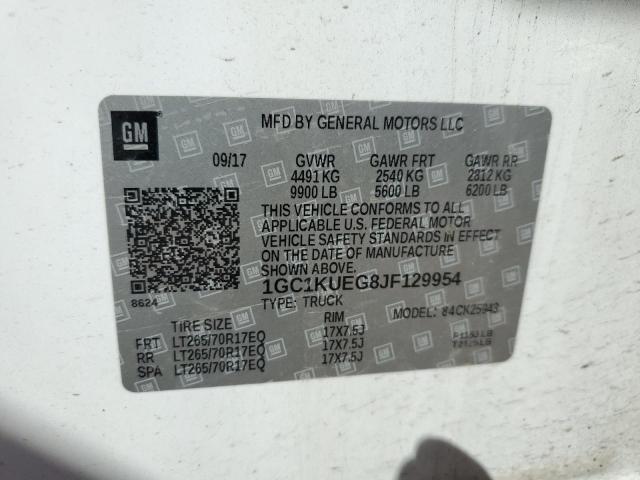 GM
MFD BY GENERAL MOTORS LLC
09/17 GVWR GAWR FRT GAWR RR
4491 KG 2540 KG 2812 KG
9900 LB 5600 LB 6200 LB
THIS VEHICLE CONFORMS TO ALL
APPLICABLE U.S. FEDERAL MOTOR
VEHICLE SAFETY STANDARDS IN EFFECT
ON THE DATE OF MANUFACTURE
SHOWN ABOVE.
8624
1GC1KUEG8JF129954
TYPE: TRUCK MODEL: 84CK25943
TIRE SIZE RIM
FRT LT265/70R17EQ 17X7.5J
RR LT265/70R17EQ 17X7.5J
SPA LT265/70R17EQ 17X7.5J